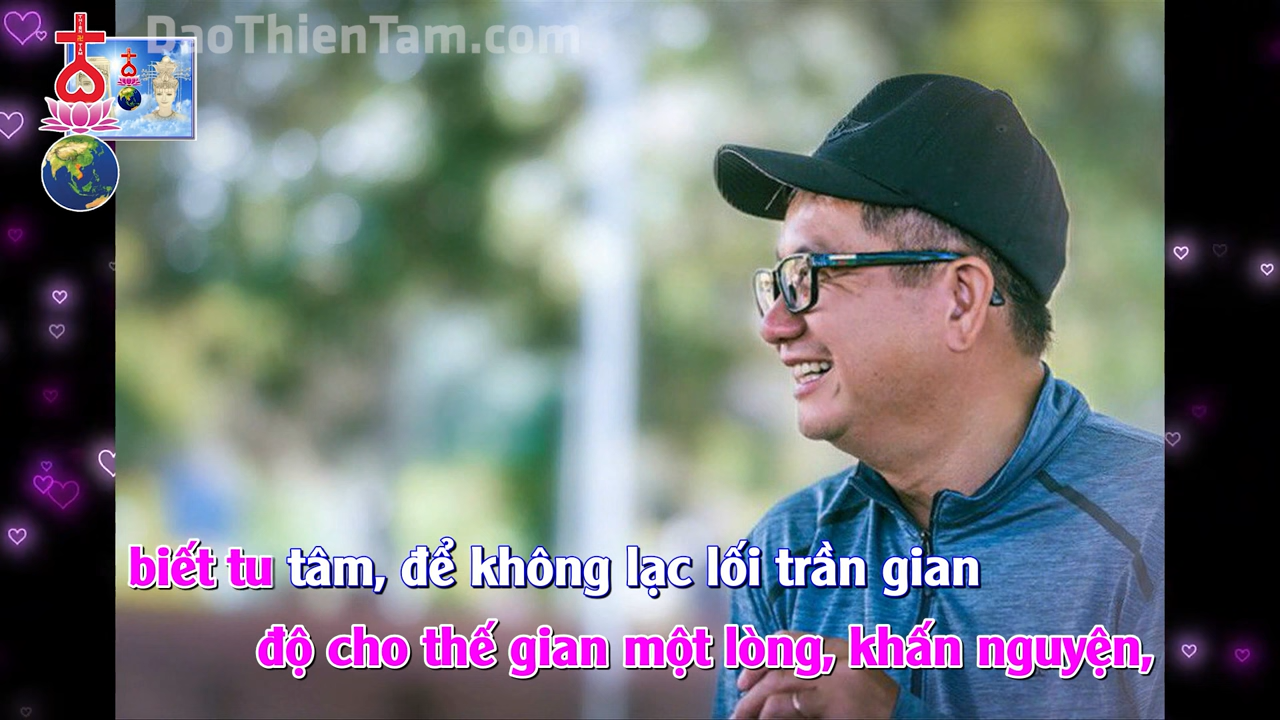 DaoThienTam.com
biết tu tâm, để không lạc lối trần gian
độ cho thế gian một lòng, khấn nguyện,